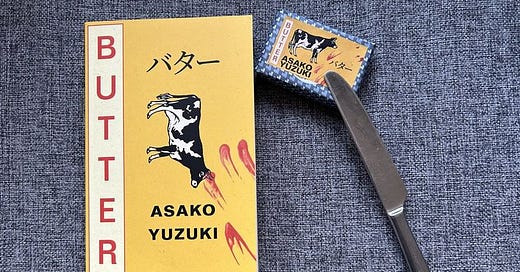 BUTTER
バター
ASAKO
YUZUKI
BUTTER
バター
ASAKO
YUZUKI